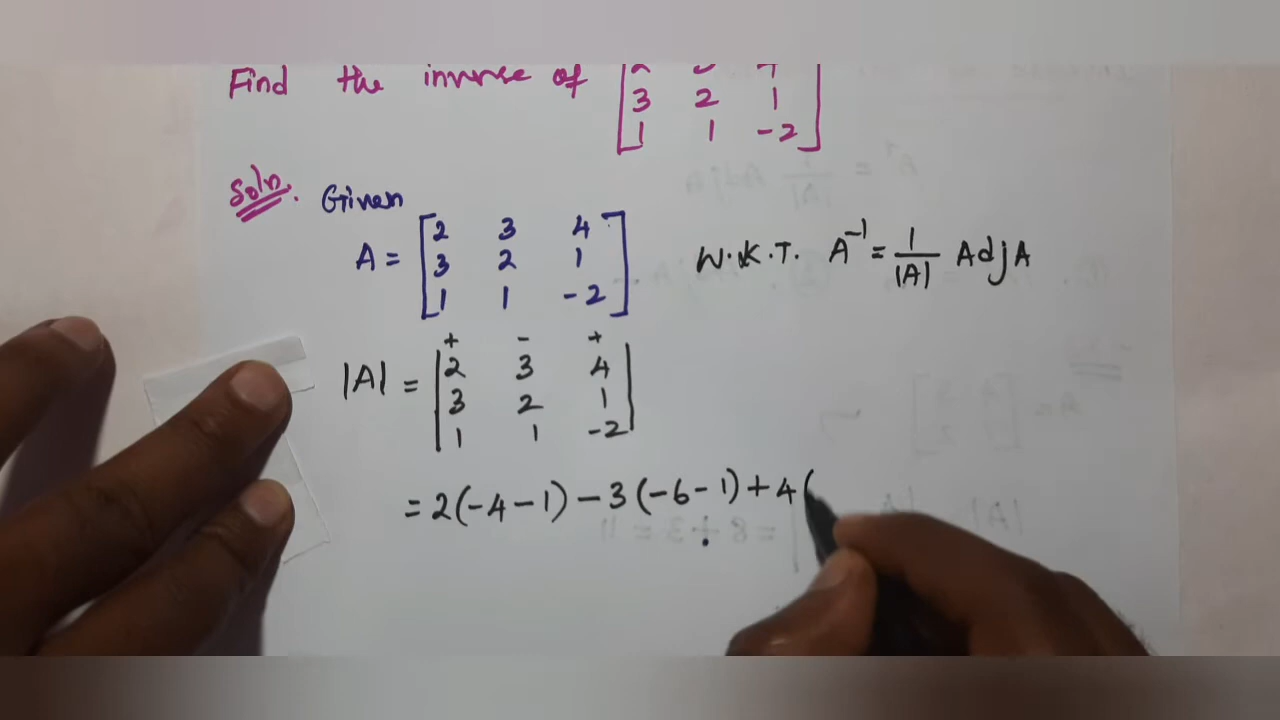 Find the inverse of [
3 2 1
1 1 -2 ]
Soln. Given
A = [ 2 3 4
3 2 1
1 1 -2 ]
W.K.T. A⁻¹ = 1/|A| Adj A
+ - +
|A| = | 2 3 4
3 2 1
1 1 -2 |
= 2(-4-1) - 3(-6-1) + 4(